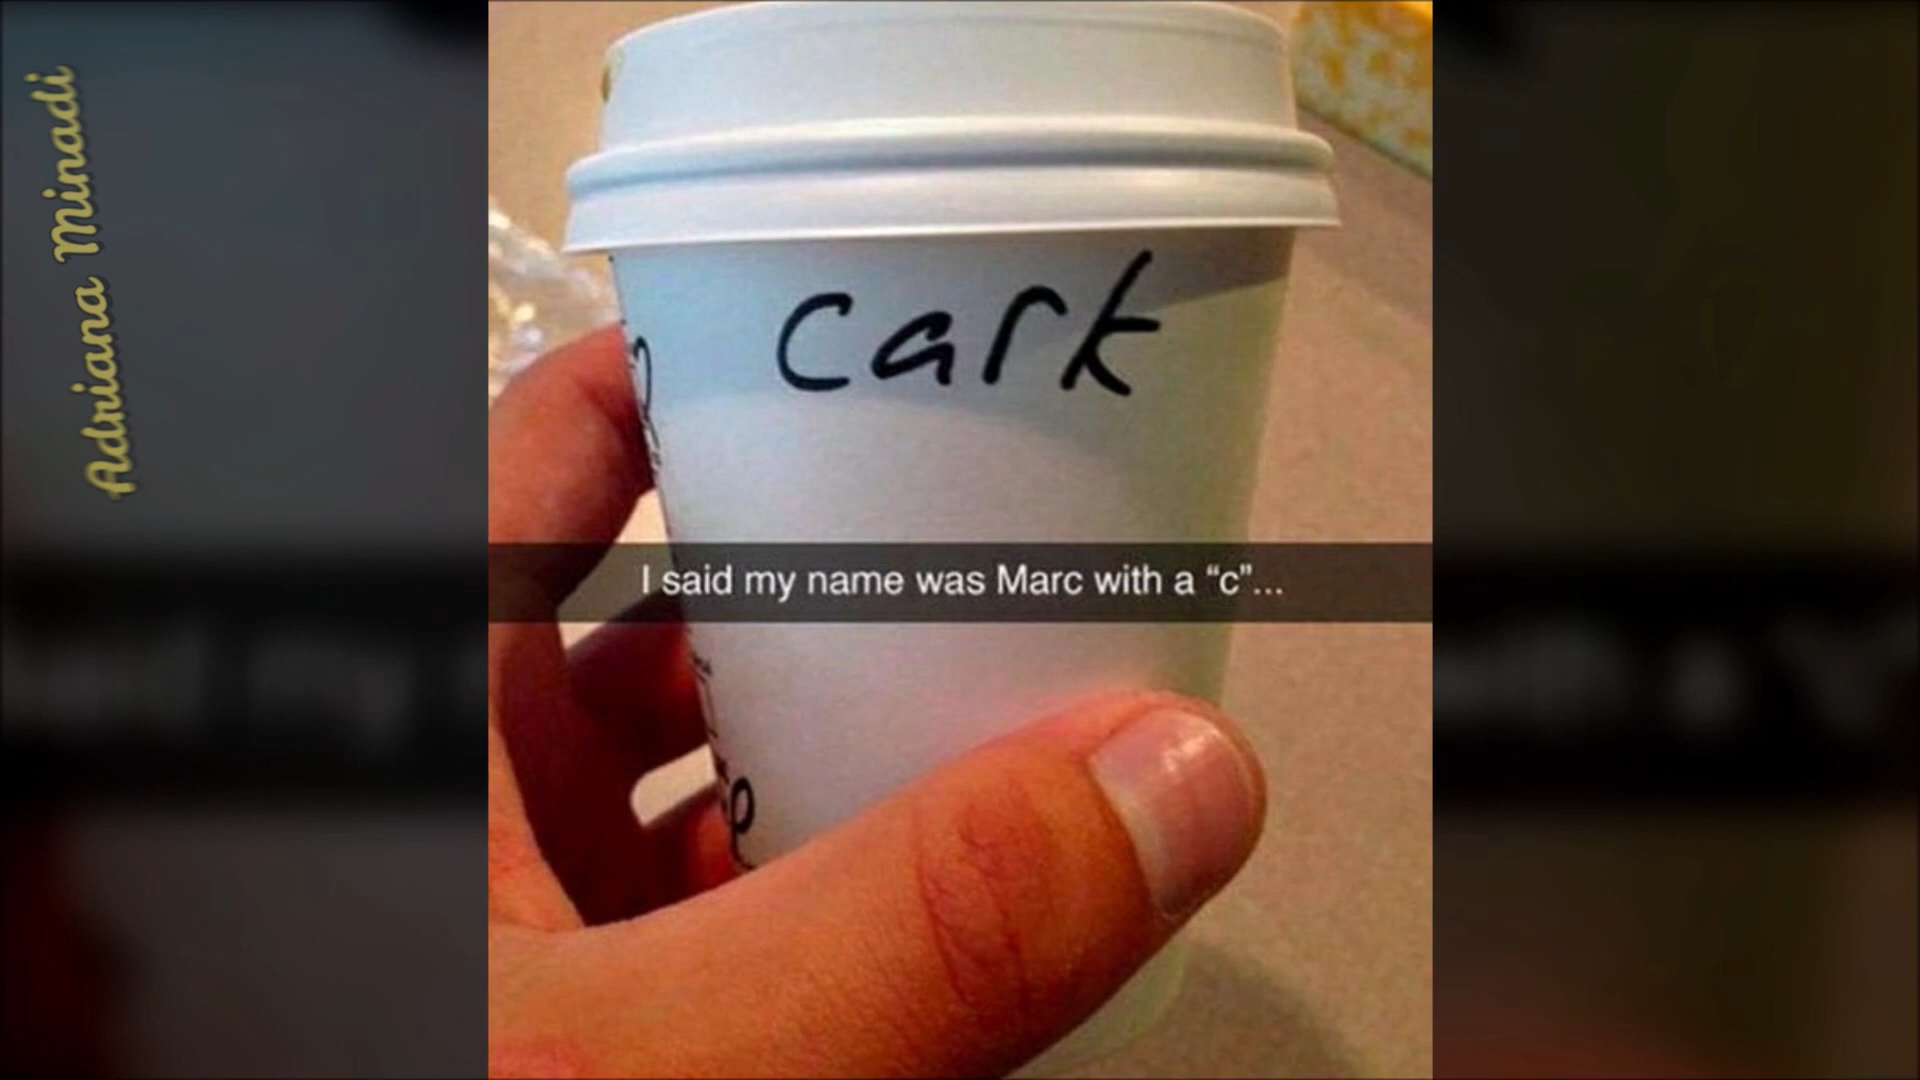 Adriana Minadi
cark
I said my name was Marc with a “c”...